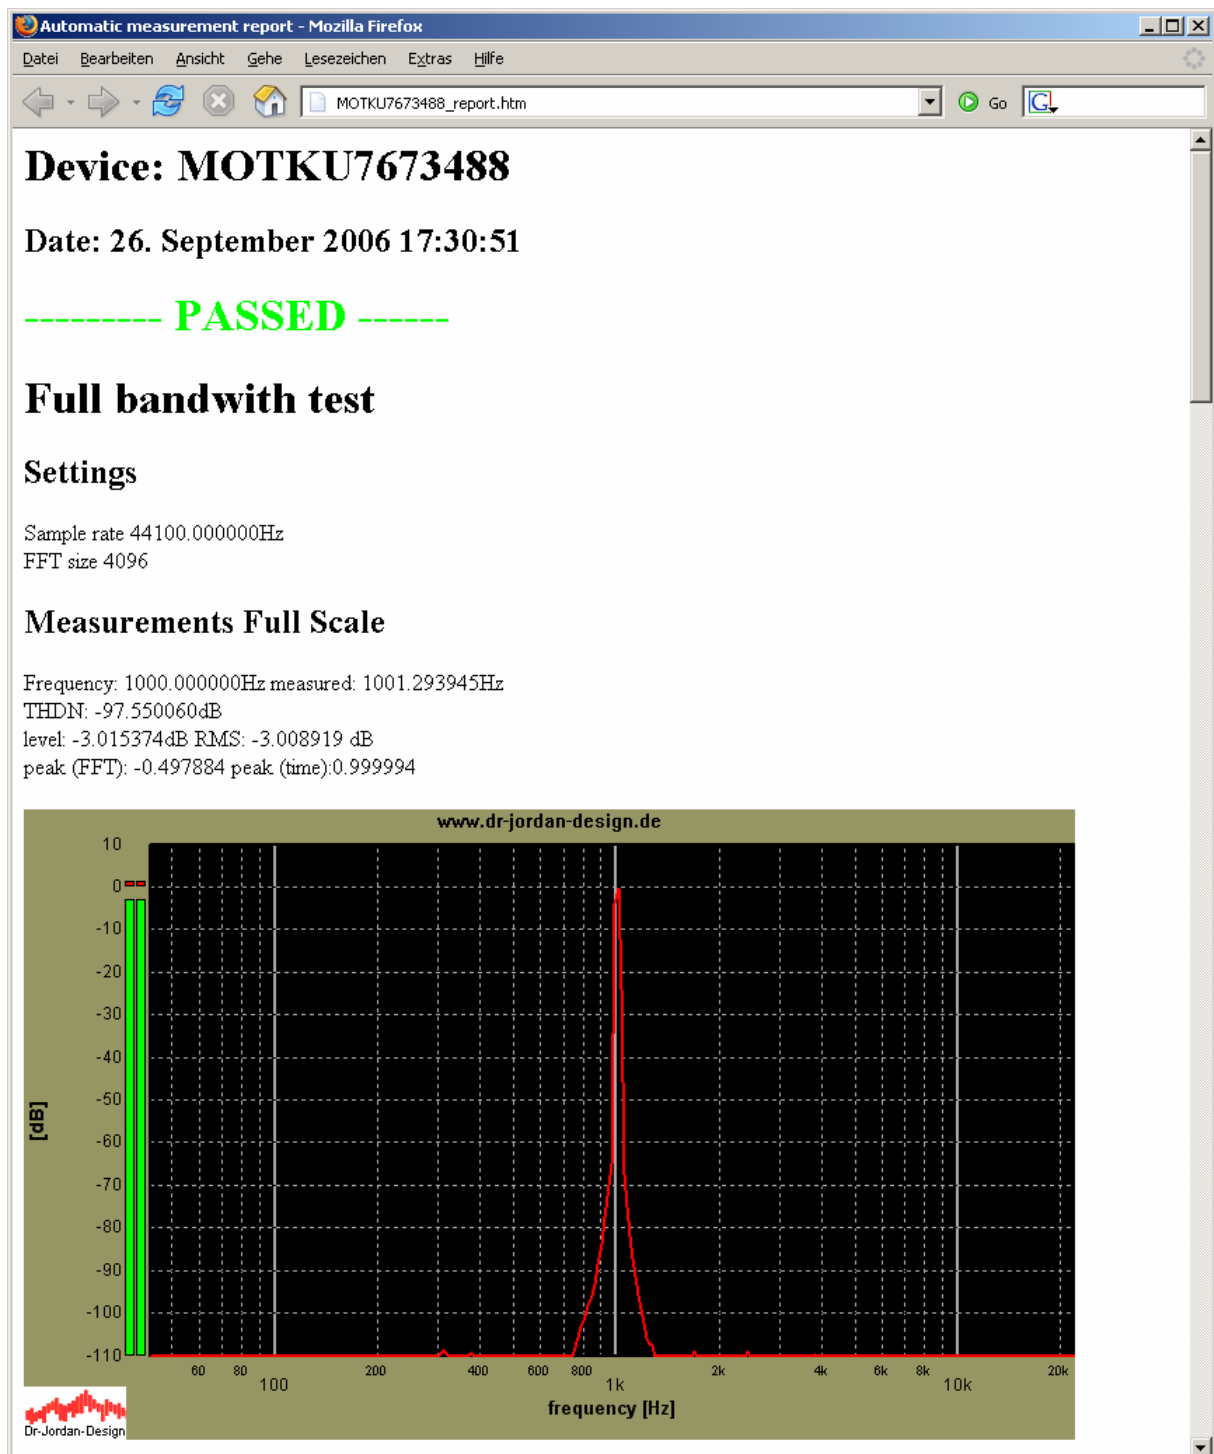 Automatic measurement report - Mozilla Firefox
Datei Bearbeiten Ansicht Gehe Lesezeichen Extras Hilfe
MOTKU7673488_report.htm Go G
Device: MOTKU7673488
Date: 26. September 2006 17:30:51
--------- PASSED ------
Full bandwith test
Settings
Sample rate 44100.000000Hz
FFT size 4096
Measurements Full Scale
Frequency: 1000.000000Hz measured: 1001.293945Hz
THDN: -97.550060dB
level: -3.015374dB RMS: -3.008919 dB
peak (FFT): -0.497884 peak (time):0.999994
www.dr-jordan-design.de
10
0
-10
-20
-30
-40
-50
[dB]
-60
-70
-80
-90
-100
-110
60 80 200 400 600 800 2k 4k 6k 8k 20k
100 1k 10k
frequency [Hz]
Dr-Jordan-Design